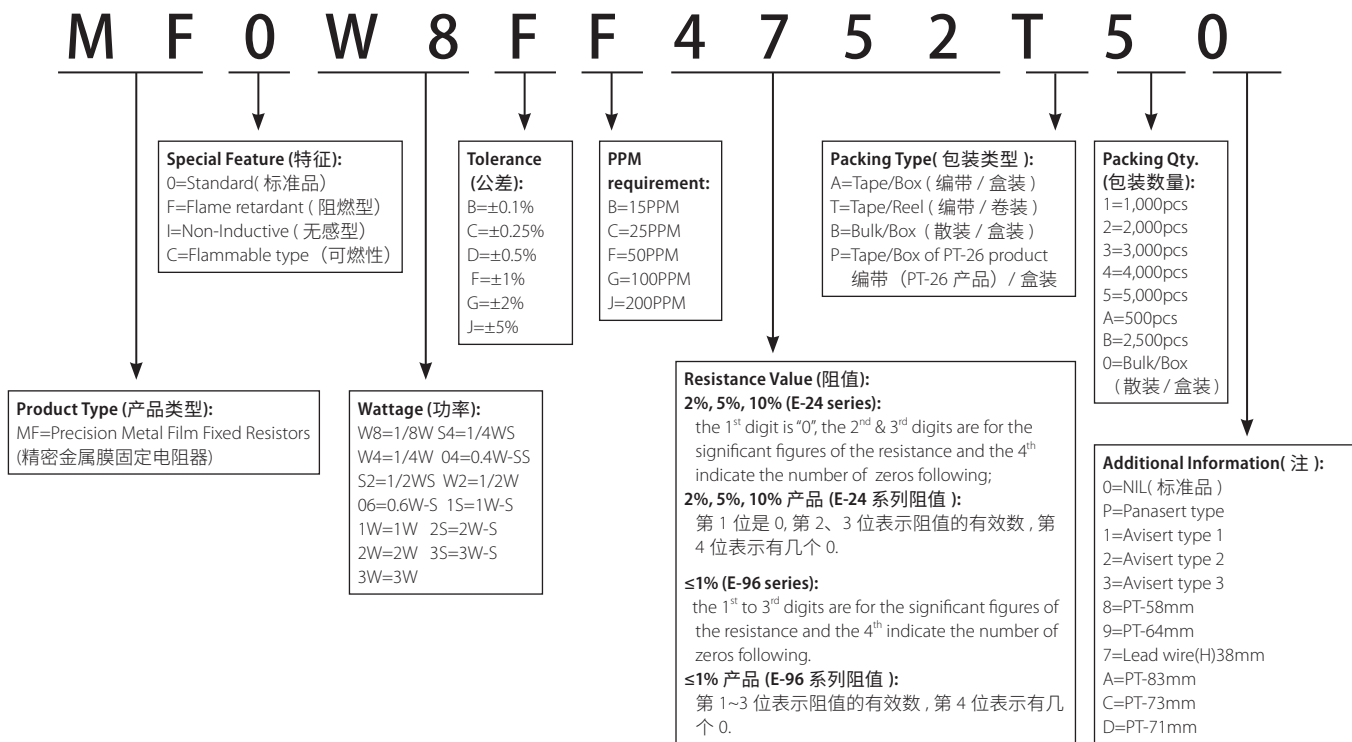 M F 0 W 8 F F 4 7 5 2 T 5 0
Special Feature (特征):
0=Standard( 标准品)
F=Flame retardant ( 阻燃型)
I=Non-Inductive ( 无感型)
C=Flammable type（可燃性）
Tolerance
(公差):
B=±0.1%
C=±0.25%
D=±0.5%
F=±1%
G=±2%
J=±5%
PPM
requirement:
B=15PPM
C=25PPM
F=50PPM
G=100PPM
J=200PPM
Packing Type( 包装类型 ):
A=Tape/Box ( 编带 / 盒装 )
T=Tape/Reel ( 编带 / 卷装 )
B=Bulk/Box （散装 / 盒装 )
P=Tape/Box of PT-26 product
编带（PT-26 产品）/ 盒装
Packing Qty.
(包装数量):
1=1,000pcs
2=2,000pcs
3=3,000pcs
4=4,000pcs
5=5,000pcs
A=500pcs
B=2,500pcs
0=Bulk/Box
（散装 / 盒装 )
Product Type (产品类型):
MF=Precision Metal Film Fixed Resistors
(精密金属膜固定电阻器)
Wattage (功率):
W8=1/8W S4=1/4WS
W4=1/4W 04=0.4W-SS
S2=1/2WS W2=1/2W
06=0.6W-S 1S=1W-S
1W=1W 2S=2W-S
2W=2W 3S=3W-S
3W=3W
Resistance Value (阻值):
2%, 5%, 10% (E-24 series):
the 1st digit is “0”, the 2nd & 3rd digits are for the
significant figures of the resistance and the 4th
indicate the number of zeros following;
2%, 5%, 10% 产品 (E-24 系列阻值 ):
第 1 位是 0, 第 2、3 位表示阻值的有效数 , 第
4 位表示有几个 0.
≤1% (E-96 series):
the 1st to 3rd digits are for the significant figures of
the resistance and the 4th indicate the number of
zeros following.
≤1% 产品 (E-96 系列阻值 ):
第 1~3 位表示阻值的有效数 , 第 4 位表示有几
个 0.
Additional Information( 注 ):
0=NIL( 标准品 )
P=Panasert type
1=Avisert type 1
2=Avisert type 2
3=Avisert type 3
8=PT-58mm
9=PT-64mm
7=Lead wire(H)38mm
A=PT-83mm
C=PT-73mm
D=PT-71mm